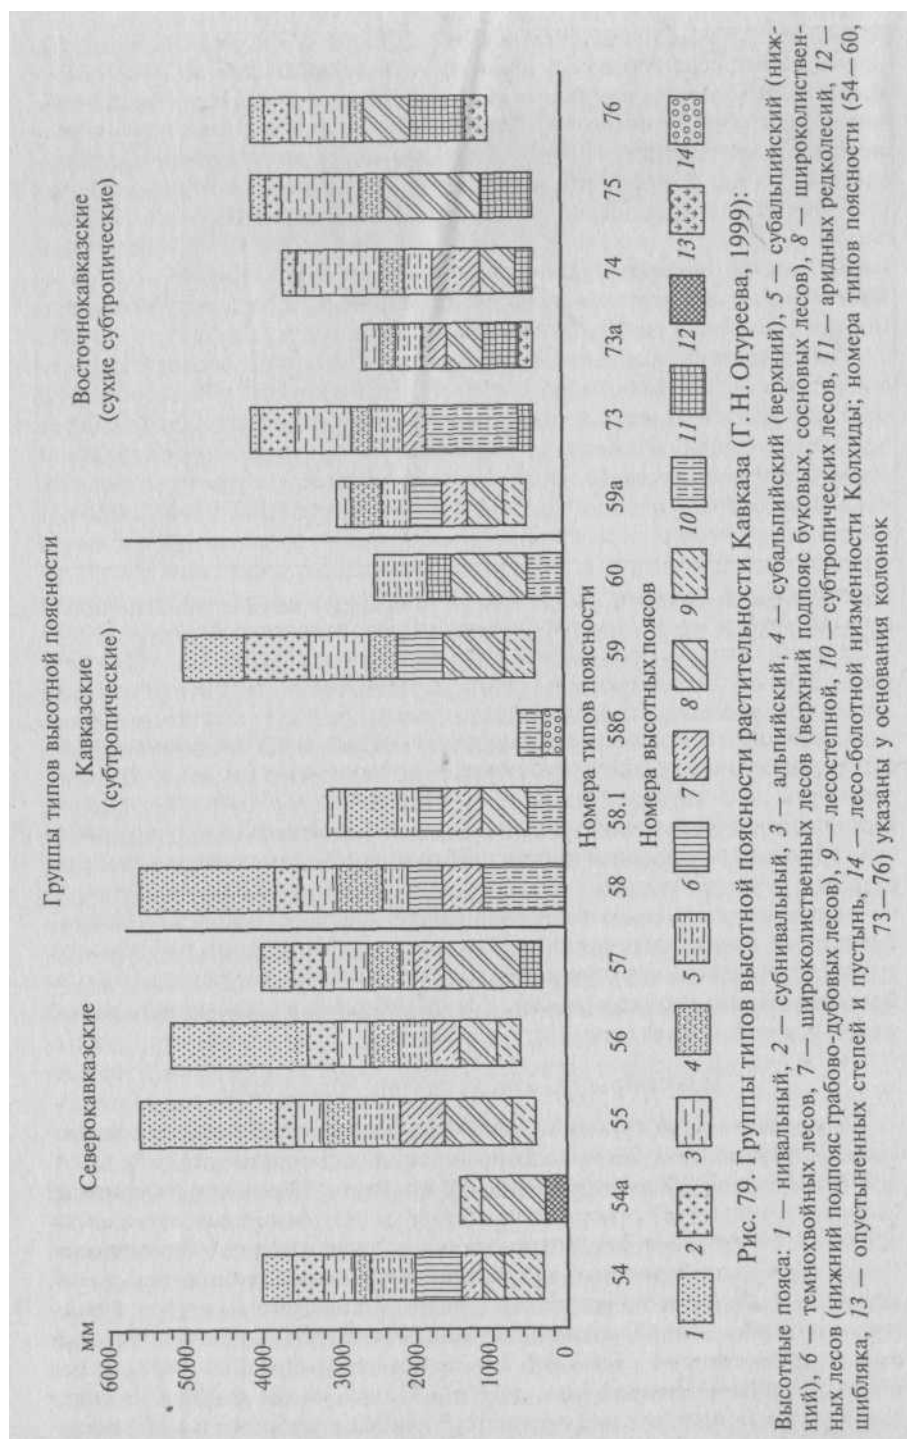 Группы типов высотной поясности
Северокавказские
Кавказские
(субтропические)
Восточнокавказские
(сухие субтропические)
мм
6000
5000
4000
3000
2000
1000
0
54 54а 55 56 57 58 58.1 58б 59 60 59а 73 73а 74 75 76
Номера типов поясности
Номера высотных поясов
1 2 3 4 5 6 7 8 9 10 11 12 13 14
Рис. 79. Группы типов высотной поясности растительности Кавказа (Г. Н. Огуреева, 1999):
Высотные пояса: 1 — нивальный, 2 — субнивальный, 3 — альпийский, 4 — субальпийский (верхний), 5 — субальпийский (ниж-
ний), 6 — темнохвойных лесов, 7 — широколиственных лесов (верхний подпояс буковых, сосновых лесов), 8 — широколиствен-
ных лесов (нижний подпояс грабово-дубовых лесов), 9 — лесостепной, 10 — субтропических лесов, 11 — аридных редколесий, 12 —
шибляка, 13 — опустыненных степей и пустынь, 14 — лесо-болотной низменности Колхиды; номера типов поясности (54—60,
73—76) указаны у основания колонок